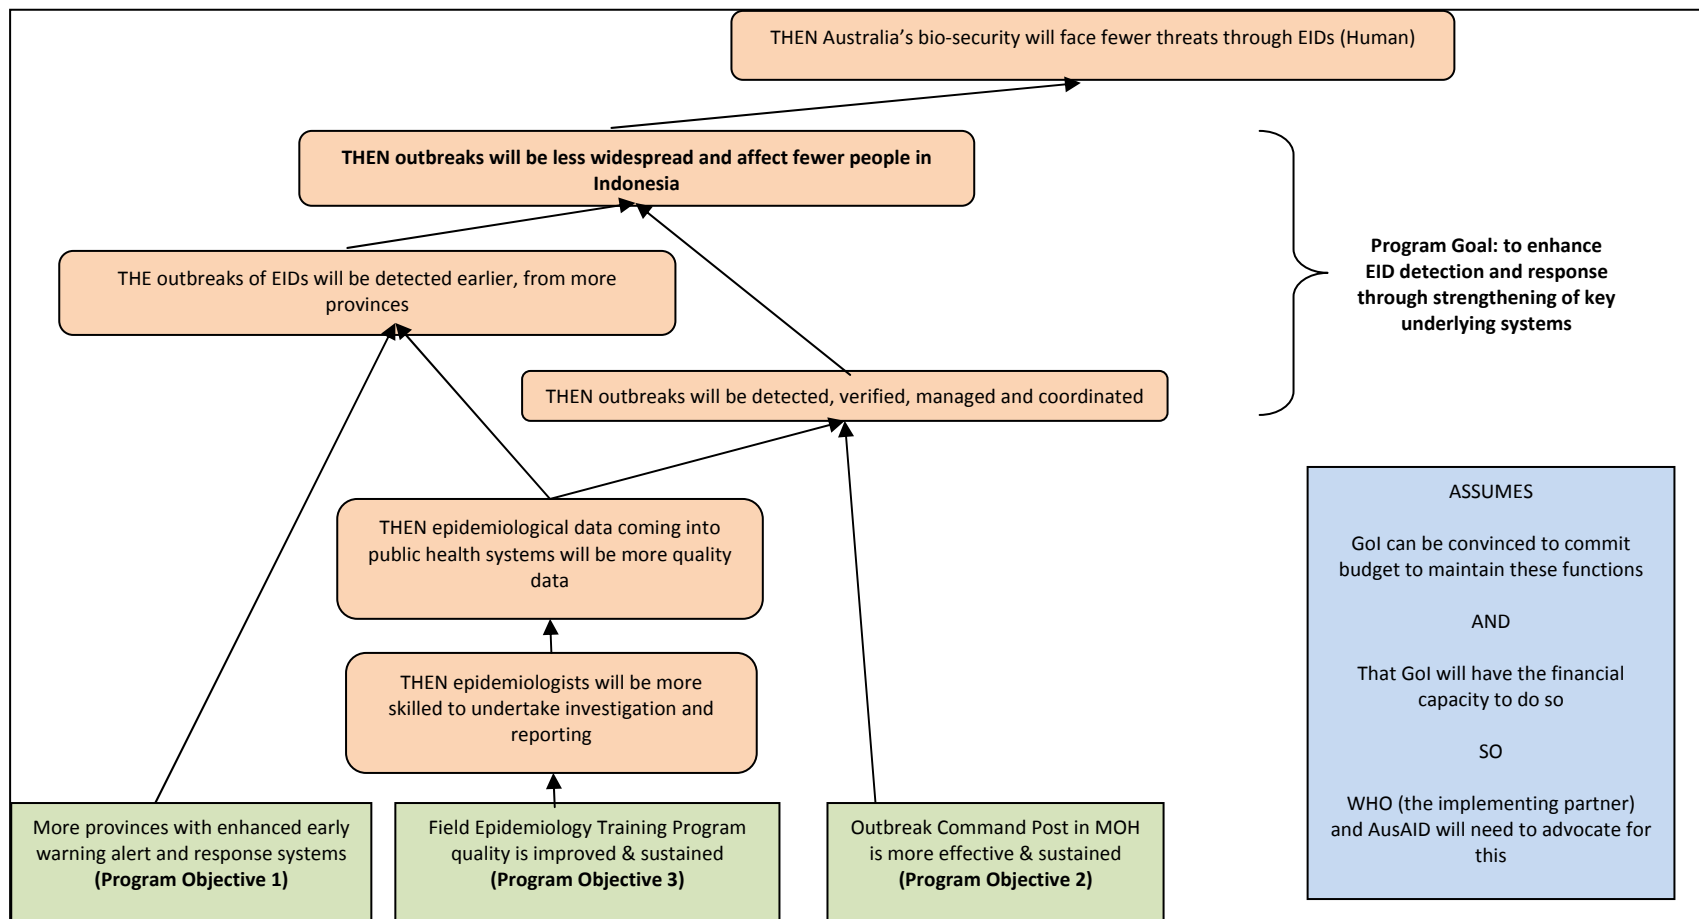 THEN Australia’s bio-security will face fewer threats through EIDs (Human)
THEN outbreaks will be less widespread and affect fewer people in
Indonesia
THE outbreaks of EIDs will be detected earlier, from more
provinces
Program Goal: to enhance
EID detection and response
through strengthening of key
underlying systems
THEN outbreaks will be detected, verified, managed and coordinated
THEN epidemiological data coming into
public health systems will be more quality
data
THEN epidemiologists will be more
skilled to undertake investigation and
reporting
More provinces with enhanced early
warning alert and response systems
(Program Objective 1)
Field Epidemiology Training Program
quality is improved & sustained
(Program Objective 3)
Outbreak Command Post in MOH
is more effective & sustained
(Program Objective 2)
ASSUMES
GoI can be convinced to commit
budget to maintain these functions
AND
That GoI will have the financial
capacity to do so
SO
WHO (the implementing partner)
and AusAID will need to advocate for
this